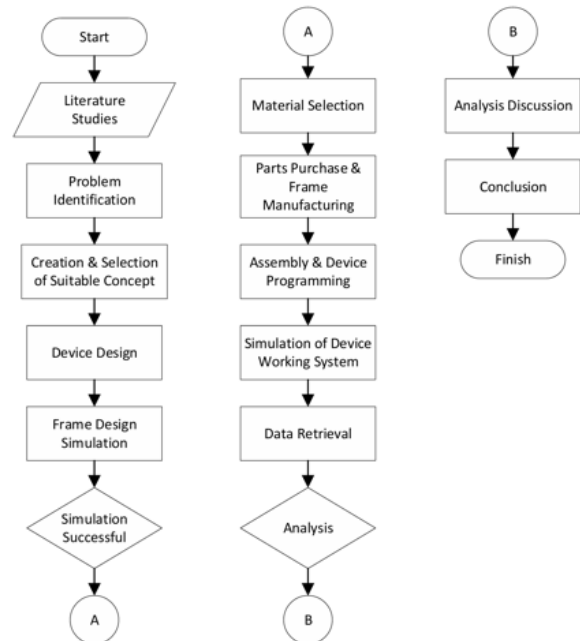 Start
Literature
Studies
Problem
Identification
Creation & Selection
of Suitable Concept
Device Design
Frame Design
Simulation
Simulation
Successful
A
A
Material Selection
Parts Purchase &
Frame
Manufacturing
Assembly & Device
Programming
Simulation of Device
Working System
Data Retrieval
Analysis
B
B
Analysis Discussion
Conclusion
Finish